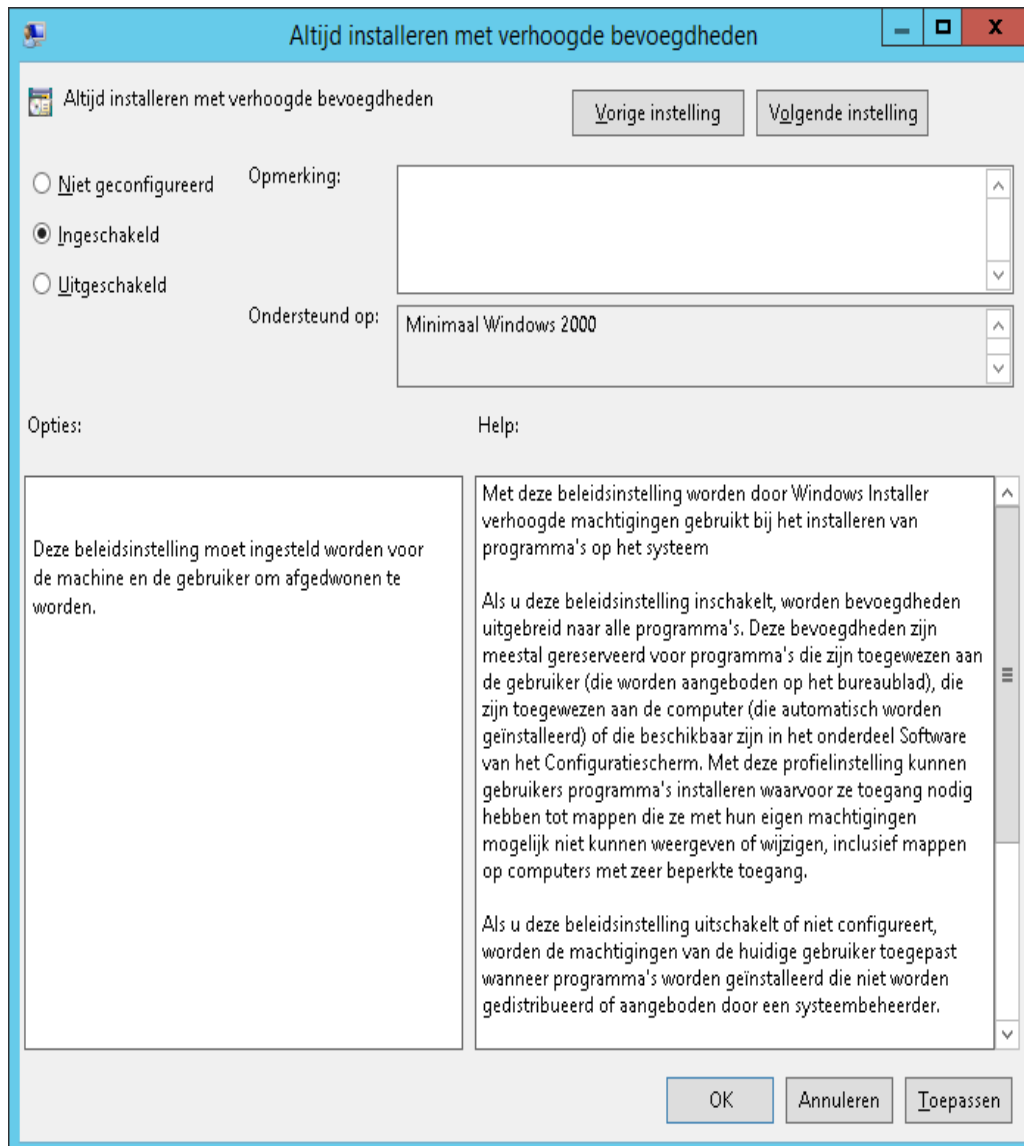 Altijd installeren met verhoogde bevoegdheden
Altijd installeren met verhoogde bevoegdheden
Vorige instelling
Volgende instelling
Niet geconfigureerd
Ingeschakeld
Uitgeschakeld
Opmerking:
Ondersteund op:
Minimaal Windows 2000
Opties:
Help:
Deze beleidsinstelling moet ingesteld worden voor
de machine en de gebruiker om afgedwonen te
worden.
Met deze beleidsinstelling worden door Windows Installer
verhoogde machtigingen gebruikt bij het installeren van
programma's op het systeem
Als u deze beleidsinstelling inschakelt, worden bevoegdheden
uitgebreid naar alle programma's. Deze bevoegdheden zijn
meestal gereserveerd voor programma's die zijn toegewezen aan
de gebruiker (die worden aangeboden op het bureaublad), die
zijn toegewezen aan de computer (die automatisch worden
geïnstalleerd) of die beschikbaar zijn in het onderdeel Software
van het Configuratiescherm. Met deze profielinstelling kunnen
gebruikers programma's installeren waarvoor ze toegang nodig
hebben tot mappen die ze met hun eigen machtigingen
mogelijk niet kunnen weergeven of wijzigen, inclusief mappen
op computers met zeer beperkte toegang.
Als u deze beleidsinstelling uitschakelt of niet configureert,
worden de machtigingen van de huidige gebruiker toegepast
wanneer programma's worden geïnstalleerd die niet worden
gedistribueerd of aangeboden door een systeembeheerder.
OK
Annuleren
Toepassen